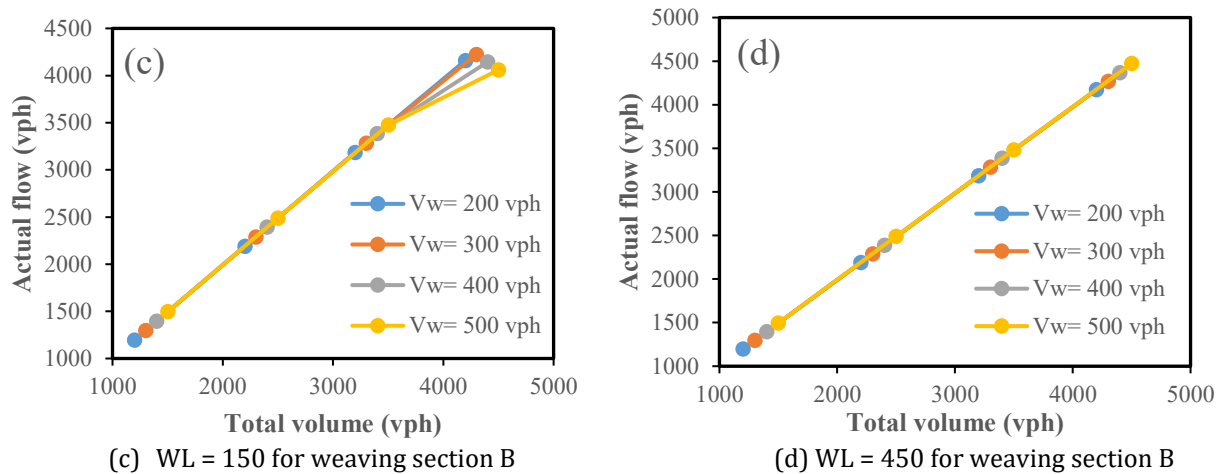 (c)
4500
4000
3500
3000
2500
2000
1500
1000
Actual flow (vph)
Vw= 200 vph
Vw= 300 vph
Vw= 400 vph
Vw= 500 vph
1000 2000 3000 4000 5000
Total volume (vph)
(c) WL = 150 for weaving section B
(d)
5000
4500
4000
3500
3000
2500
2000
1500
1000
Actual flow (vph)
Vw= 200 vph
Vw= 300 vph
Vw= 400 vph
Vw= 500 vph
1000 2000 3000 4000 5000
Total volume (vph)
(d) WL = 450 for weaving section B